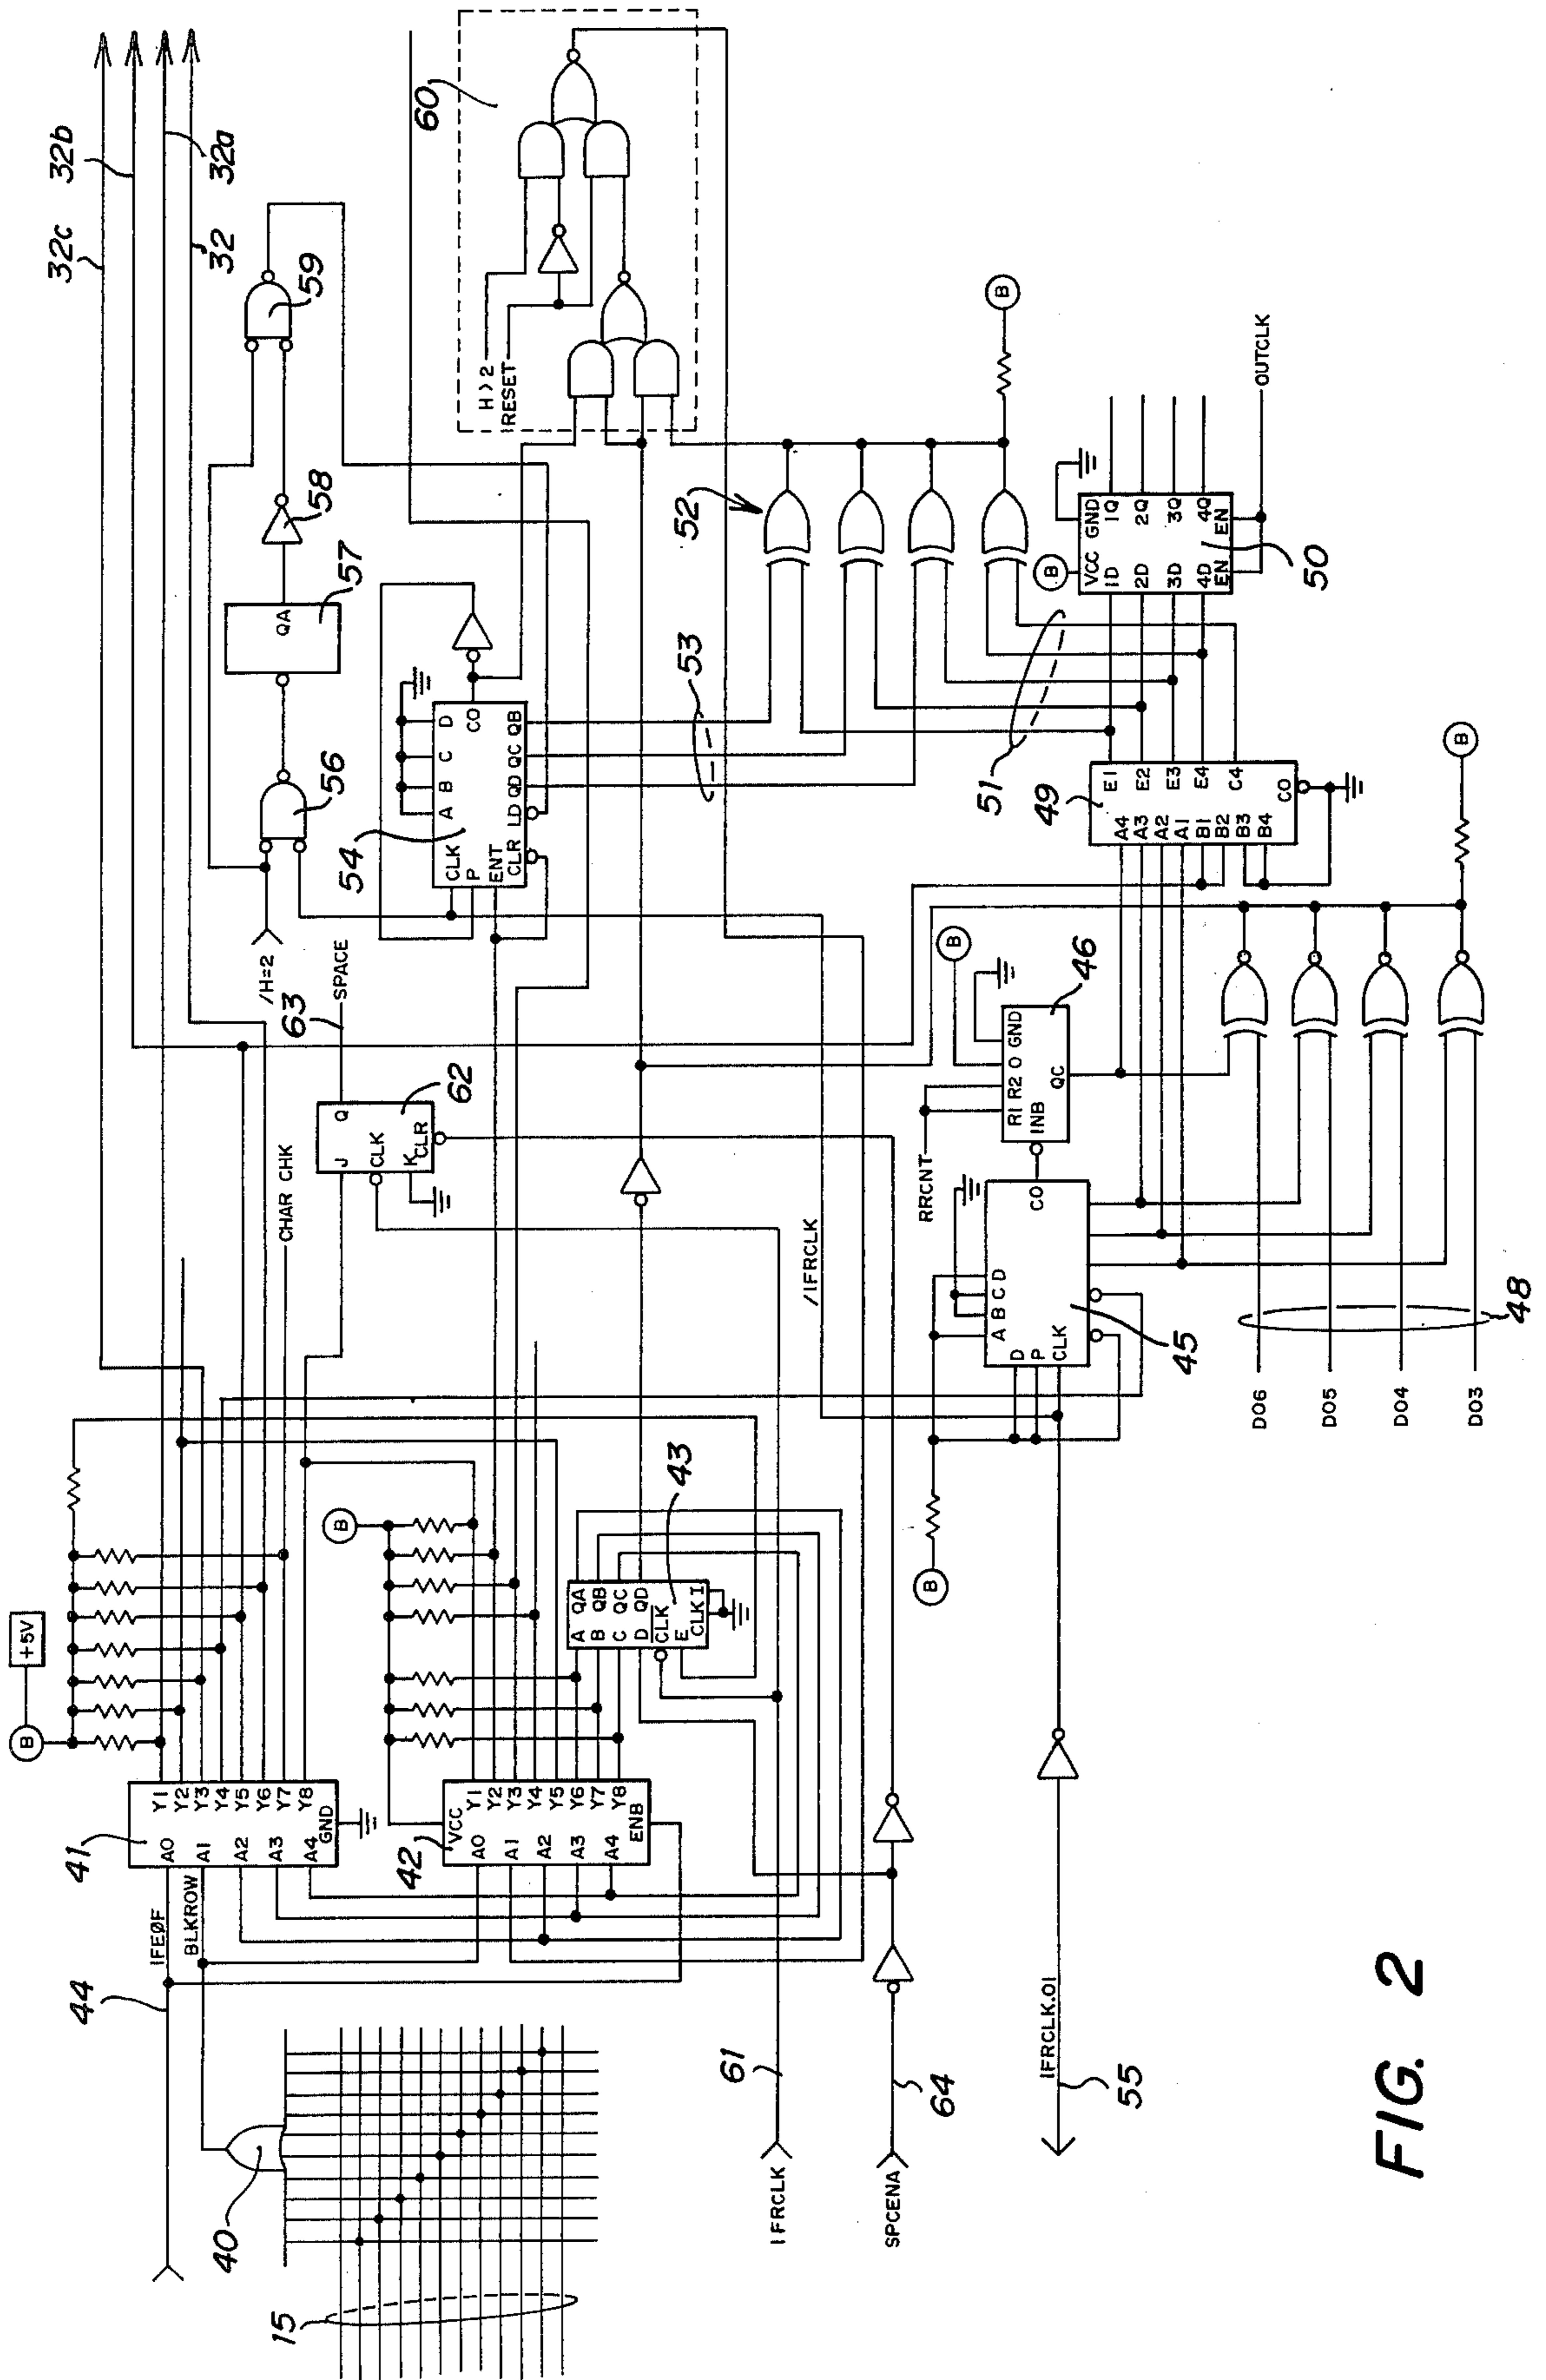 32c
32b
32a
32
59
58
57
QA
56
/H=2
63
SPACE
60
H>2
RESET
54
A B C D
CLK
P
ENT
CLR
LD
QD QC QB
CO
53
52
62
J
Q
CLK
K
CLR
CHAR CHK
+5V
B
41
A0
A1
A2
A3
A4
Y1
Y2
Y3
Y4
Y5
Y6
Y7
Y8
GND
IFEØF
BLKROW
44
40
15
B
42
VCC
A0
A1
A2
A3
A4
Y1
Y2
Y3
Y4
Y5
Y6
Y7
Y8
ENB
43
A QA
B QB
C QC
D QD
CLK
E
CLK I
IFRCLK
61
SPCENA
64
IFRCLK.01
55
/IFRCLK
B
45
A B C D
D
P
CLK
CO
RRCNT
46
B
R1 R2 0 GND
INB
QC
49
A4
A3
A2
A1
B1
B2
B3
B4
E1
E2
E3
E4
C4
CO
51
B
50
VCC GND
1D 1Q
2D 2Q
3D 3Q
4D 4Q
EN EN
OUTCLK
B
B
DO6
DO5
DO4
DO3
48
FIG. 2